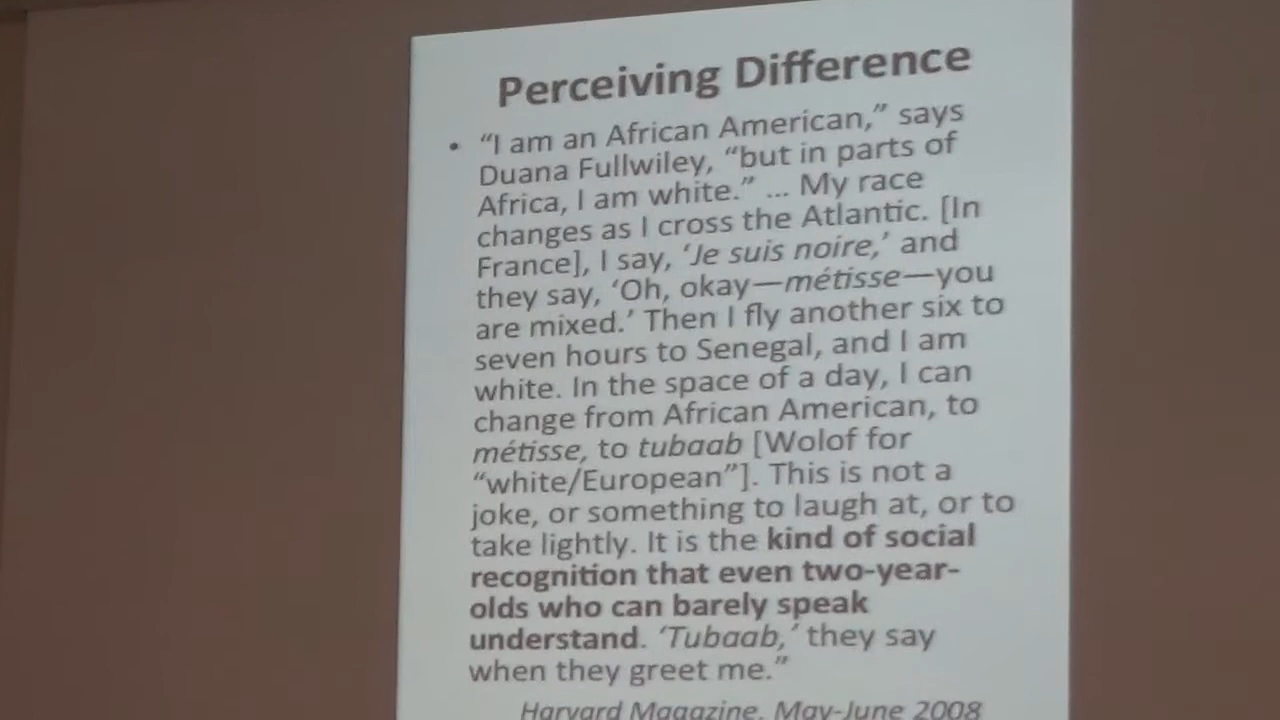 Perceiving Difference
• “I am an African American,” says
Duana Fullwiley, “but in parts of
Africa, I am white.” ... My race
changes as I cross the Atlantic. [In
France], I say, ‘Je suis noire,’ and
they say, ‘Oh, okay—métisse—you
are mixed.’ Then I fly another six to
seven hours to Senegal, and I am
white. In the space of a day, I can
change from African American, to
métisse, to tubaab [Wolof for
“white/European”]. This is not a
joke, or something to laugh at, or to
take lightly. It is the kind of social
recognition that even two-year-
olds who can barely speak
understand. ‘Tubaab,’ they say
when they greet me.”
Harvard Magazine, May-June 2008